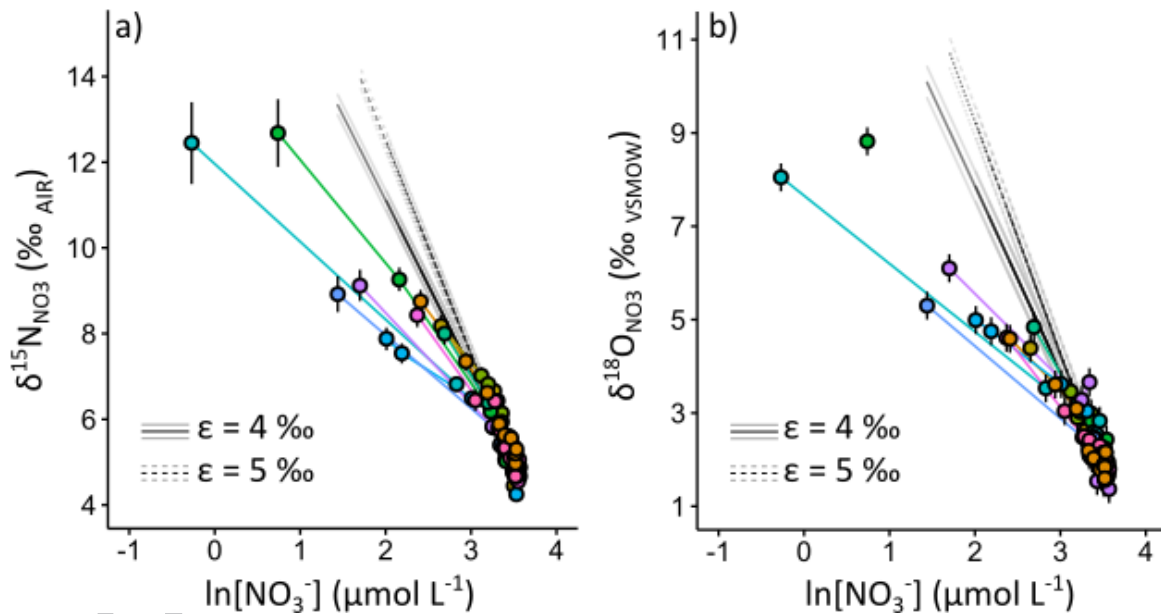 a)
14
12
10
8
6
4
δ¹⁵N_NO3 (‰ AIR)
ε = 4 ‰
ε = 5 ‰
-1 0 1 2 3 4
ln[NO₃⁻] (µmol L⁻¹)
b)
11
9
7
5
3
1
δ¹⁸O_NO3 (‰ VSMOW)
ε = 4 ‰
ε = 5 ‰
-1 0 1 2 3 4
ln[NO₃⁻] (µmol L⁻¹)